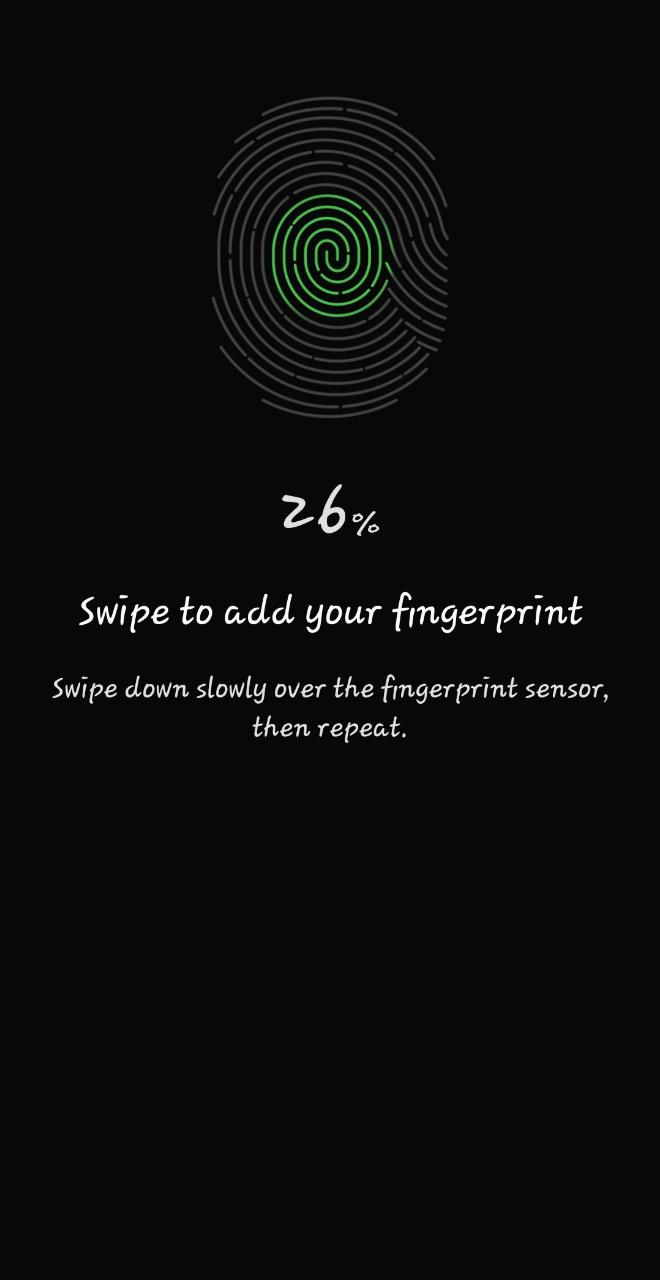 26%
Swipe to add your fingerprint
Swipe down slowly over the fingerprint sensor,
then repeat.